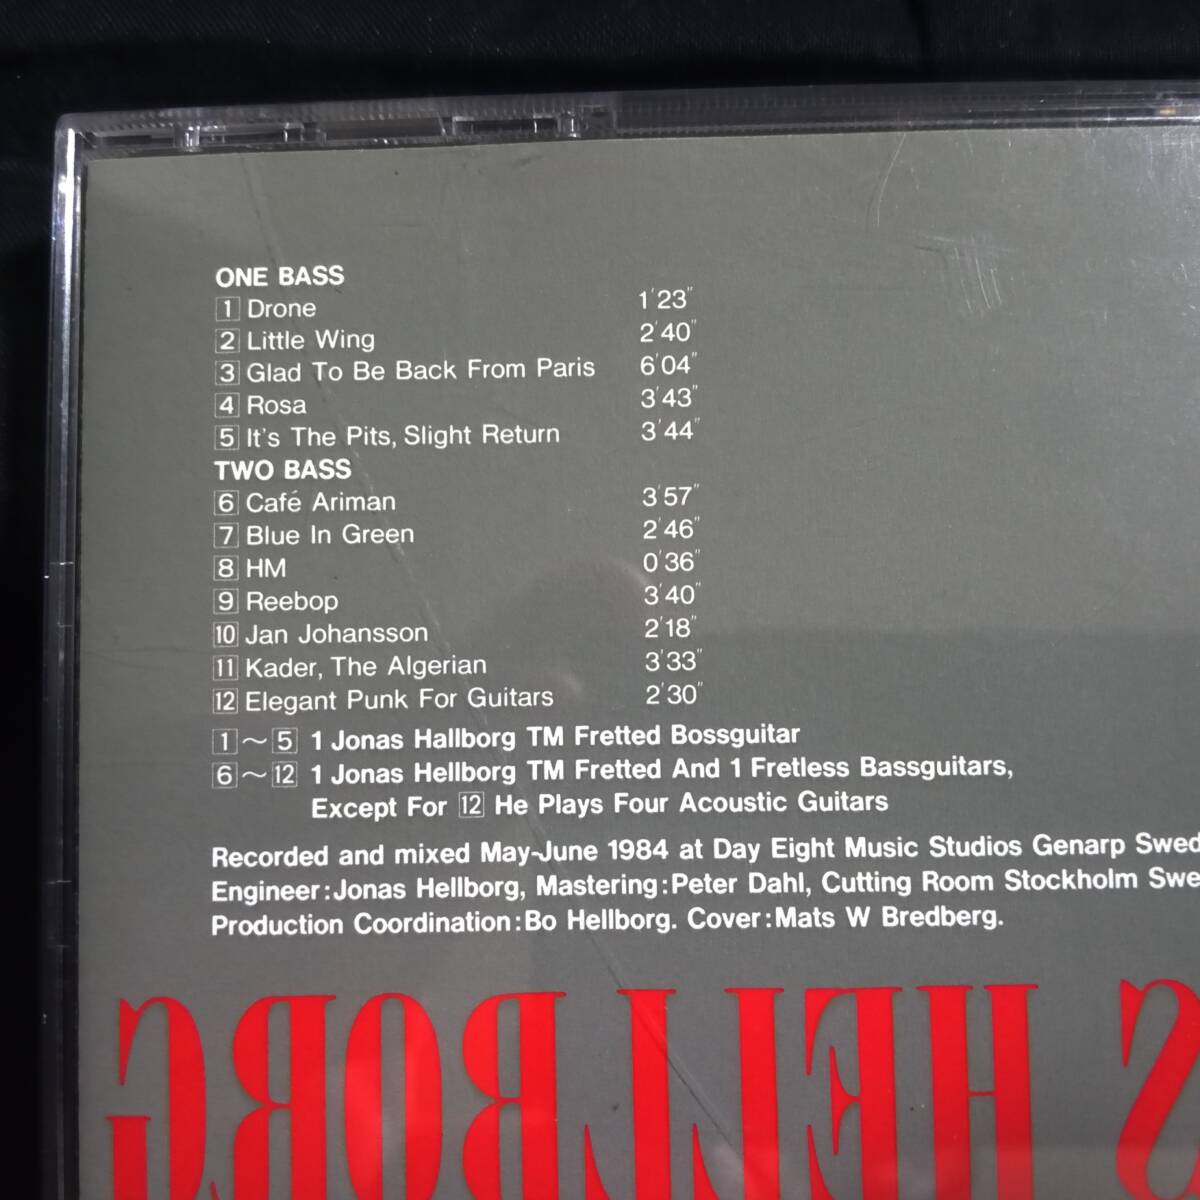 ONE BASS
1 Drone 1'23"
2 Little Wing 2'40"
3 Glad To Be Back From Paris 6'04"
4 Rosa 3'43"
5 It's The Pits, Slight Return 3'44"
TWO BASS
6 Café Ariman 3'57"
7 Blue In Green 2'46"
8 HM 0'36"
9 Reebop 3'40"
10 Jan Johansson 2'18"
11 Kader, The Algerian 3'33"
12 Elegant Punk For Guitars 2'30"
1~5 1 Jonas Hallborg TM Fretted Bossguitar
6~12 1 Jonas Hellborg TM Fretted And 1 Fretless Bassguitars,
Except For 12 He Plays Four Acoustic Guitars
Recorded and mixed May-June 1984 at Day Eight Music Studios Genarp Swed
Engineer:Jonas Hellborg, Mastering:Peter Dahl, Cutting Room Stockholm Swe
Production Coordination:Bo Hellborg. Cover:Mats W Bredberg.
S HELLBORG